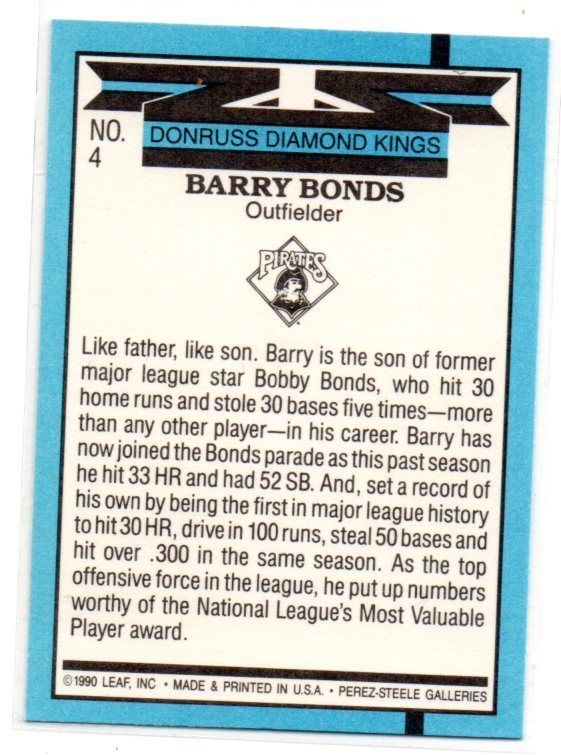 NO.
4
DONRUSS DIAMOND KINGS
BARRY BONDS
Outfielder
PIRATES
Like father, like son. Barry is the son of former
major league star Bobby Bonds, who hit 30
home runs and stole 30 bases five times—more
than any other player—in his career. Barry has
now joined the Bonds parade as this past season
he hit 33 HR and had 52 SB. And, set a record of
his own by being the first in major league history
to hit 30 HR, drive in 100 runs, steal 50 bases and
hit over .300 in the same season. As the top
offensive force in the league, he put up numbers
worthy of the National League's Most Valuable
Player award.
©1990 LEAF, INC • MADE & PRINTED IN U.S.A. • PEREZ-STEELE GALLERIES